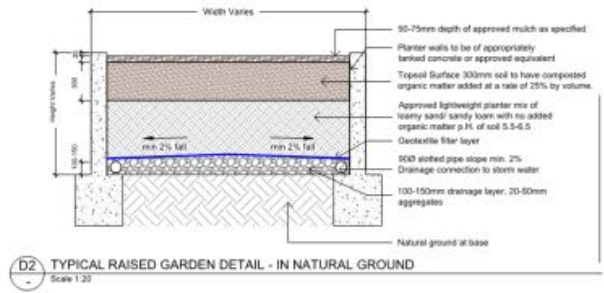 Width Varies
50-75mm depth of approved mulch as specified
Planter walls to be of appropriately
tanked concrete or approved equivalent
Topsoil Surface 300mm soil to have composted
organic matter added at a rate of 25% by volume.
Approved lightweight planter mix of
loamy sand/ sandy loam with no added
organic matter p.H. of soil 5.5-6.5
Geotextile filter layer
90Ø slotted pipe slope min. 2%
Drainage connection to storm water
100-150mm drainage layer, 20-50mm
aggregates
Natural ground at base
Height Varies
300
100-150
min 2% fall
min 2% fall
D2
-
TYPICAL RAISED GARDEN DETAIL - IN NATURAL GROUND
Scale 1:20